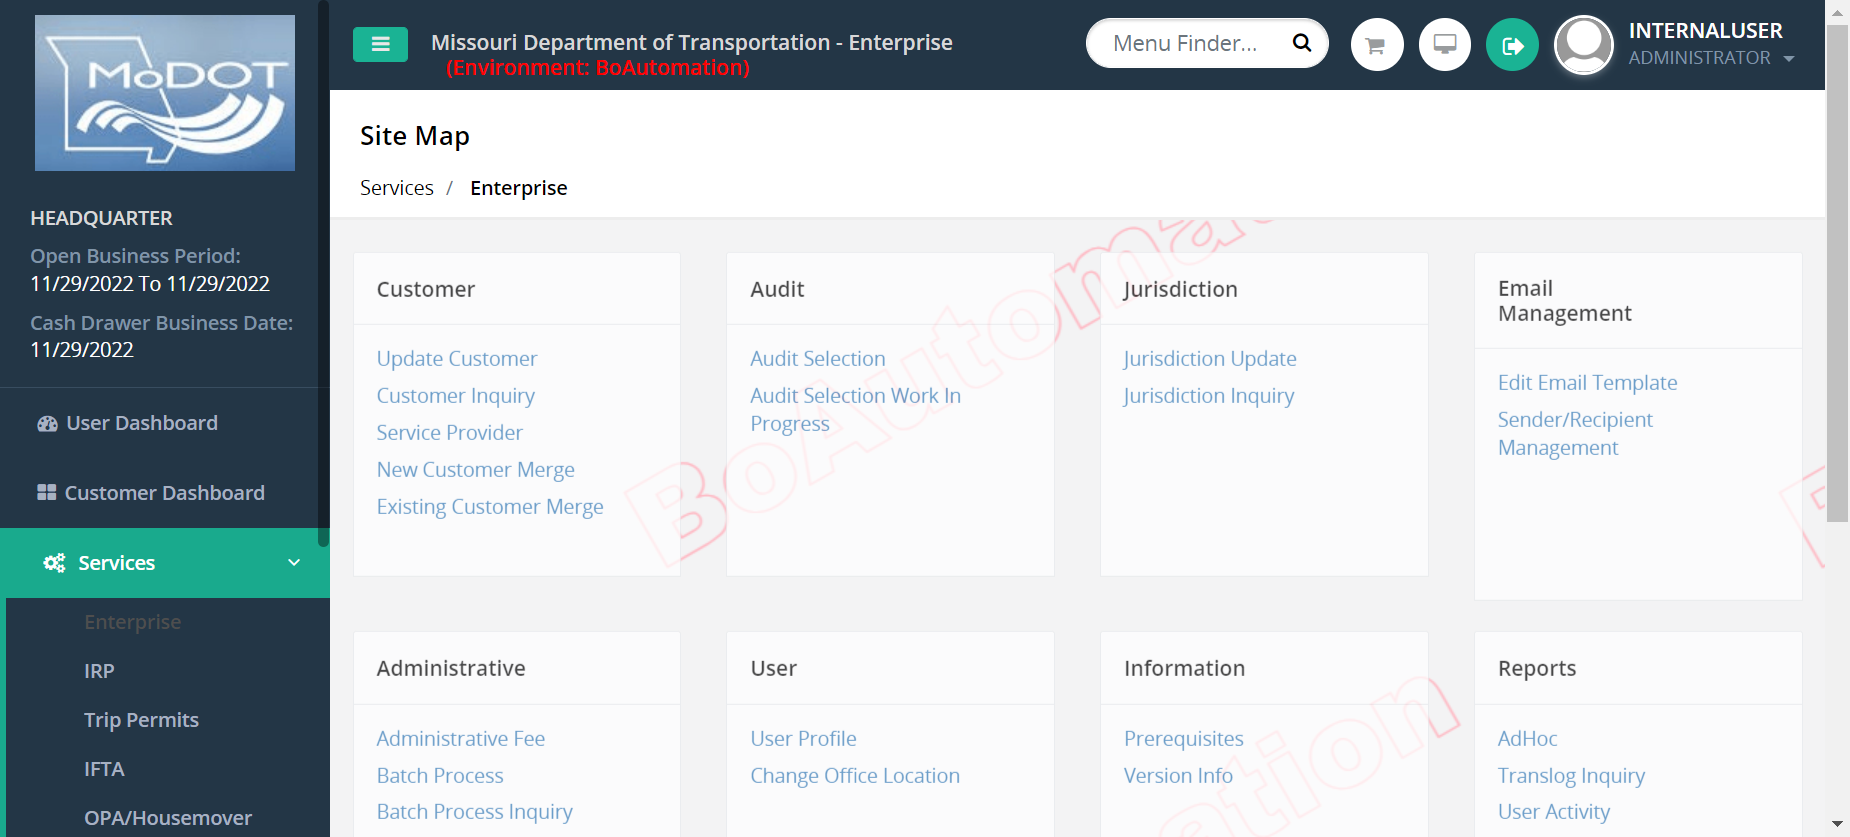 MoDOT
HEADQUARTER
Open Business Period:
11/29/2022 To 11/29/2022
Cash Drawer Business Date:
11/29/2022
User Dashboard
Customer Dashboard
Services
Enterprise
IRP
Trip Permits
IFTA
OPA/Housemover
Missouri Department of Transportation - Enterprise
(Environment: BoAutomation)
Menu Finder...
INTERNALUSER
ADMINISTRATOR
Site Map
Services / Enterprise
Customer
Update Customer
Customer Inquiry
Service Provider
New Customer Merge
Existing Customer Merge
Audit
Audit Selection
Audit Selection Work In
Progress
Jurisdiction
Jurisdiction Update
Jurisdiction Inquiry
Email
Management
Edit Email Template
Sender/Recipient
Management
Administrative
Administrative Fee
Batch Process
Batch Process Inquiry
User
User Profile
Change Office Location
Information
Prerequisites
Version Info
Reports
AdHoc
Translog Inquiry
User Activity
BoAutoma
ation